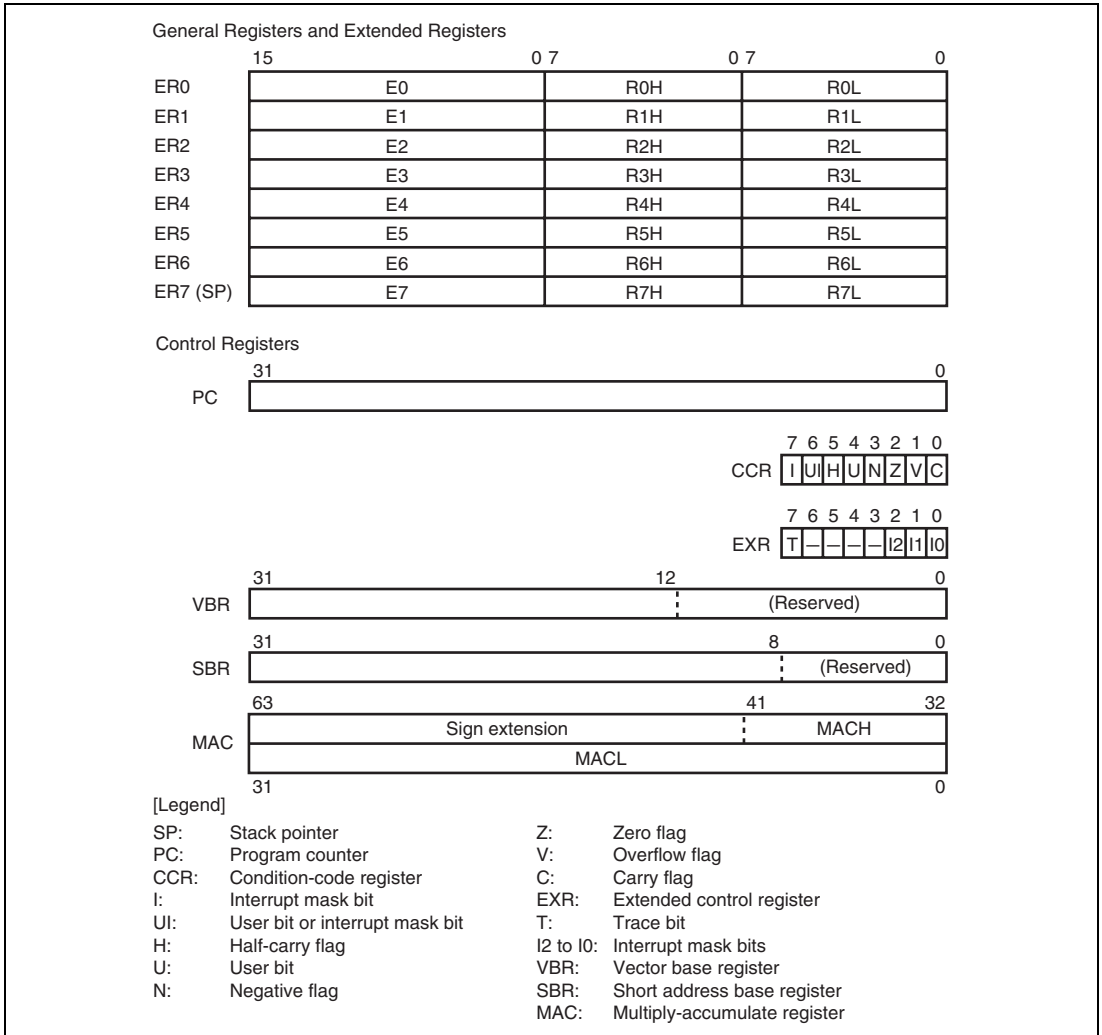 General Registers and Extended Registers
15 0 7 0 7 0
ER0 E0 R0H R0L
ER1 E1 R1H R1L
ER2 E2 R2H R2L
ER3 E3 R3H R3L
ER4 E4 R4H R4L
ER5 E5 R5H R5L
ER6 E6 R6H R6L
ER7 (SP) E7 R7H R7L
Control Registers
31 0
PC
7 6 5 4 3 2 1 0
CCR I UI H U N Z V C
7 6 5 4 3 2 1 0
EXR T — — — — I2 I1 I0
31 12 0
VBR (Reserved)
31 8 0
SBR (Reserved)
63 41 32
MAC Sign extension MACH
MACL
31 0
[Legend]
SP: Stack pointer
PC: Program counter
CCR: Condition-code register
I: Interrupt mask bit
UI: User bit or interrupt mask bit
H: Half-carry flag
U: User bit
N: Negative flag
Z: Zero flag
V: Overflow flag
C: Carry flag
EXR: Extended control register
T: Trace bit
I2 to I0: Interrupt mask bits
VBR: Vector base register
SBR: Short address base register
MAC: Multiply-accumulate register